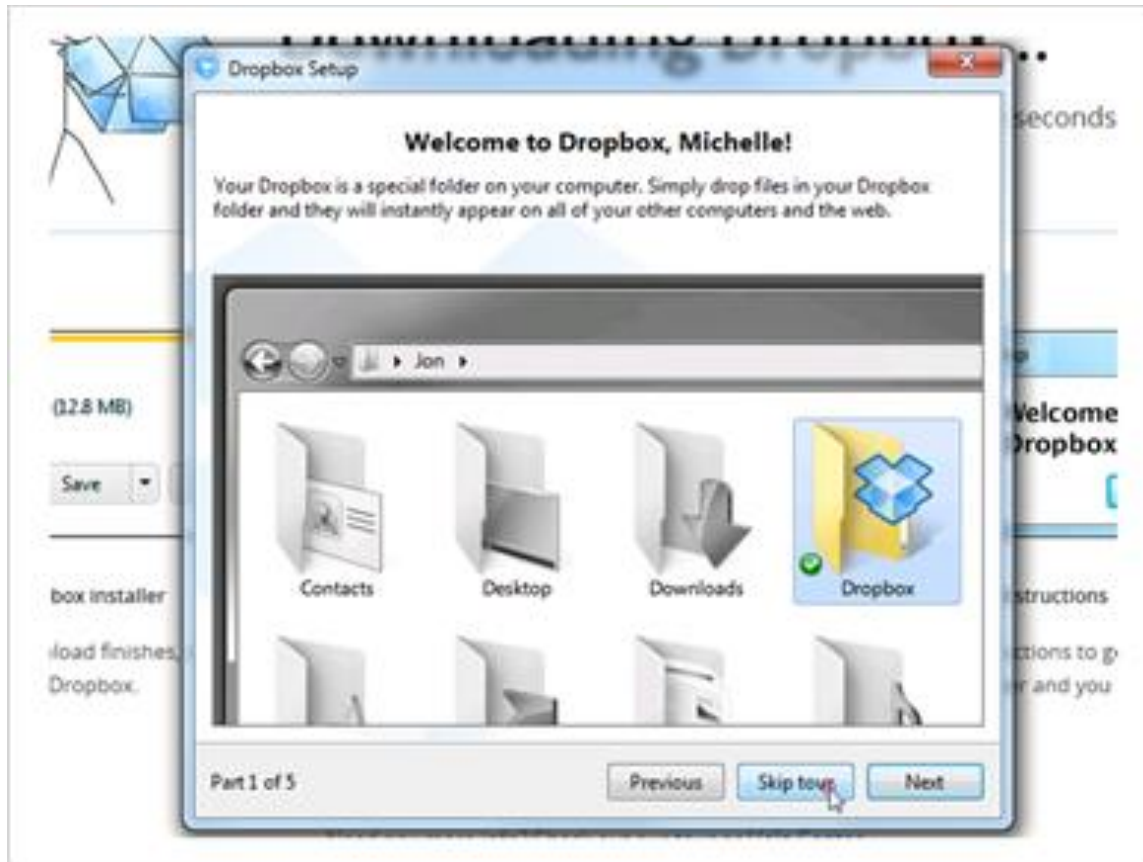 Downloading Dropbox...
seconds
Dropbox Setup
Welcome to Dropbox, Michelle!
Your Dropbox is a special folder on your computer. Simply drop files in your Dropbox
folder and they will instantly appear on all of your other computers and the web.
Jon
(12.8 MB)
Save
Welcome
Dropbox
Contacts
Desktop
Downloads
Dropbox
box installer
load finishes,
Dropbox.
structions
ctions to g
r and you
Part 1 of 5
Previous
Skip tour
Next